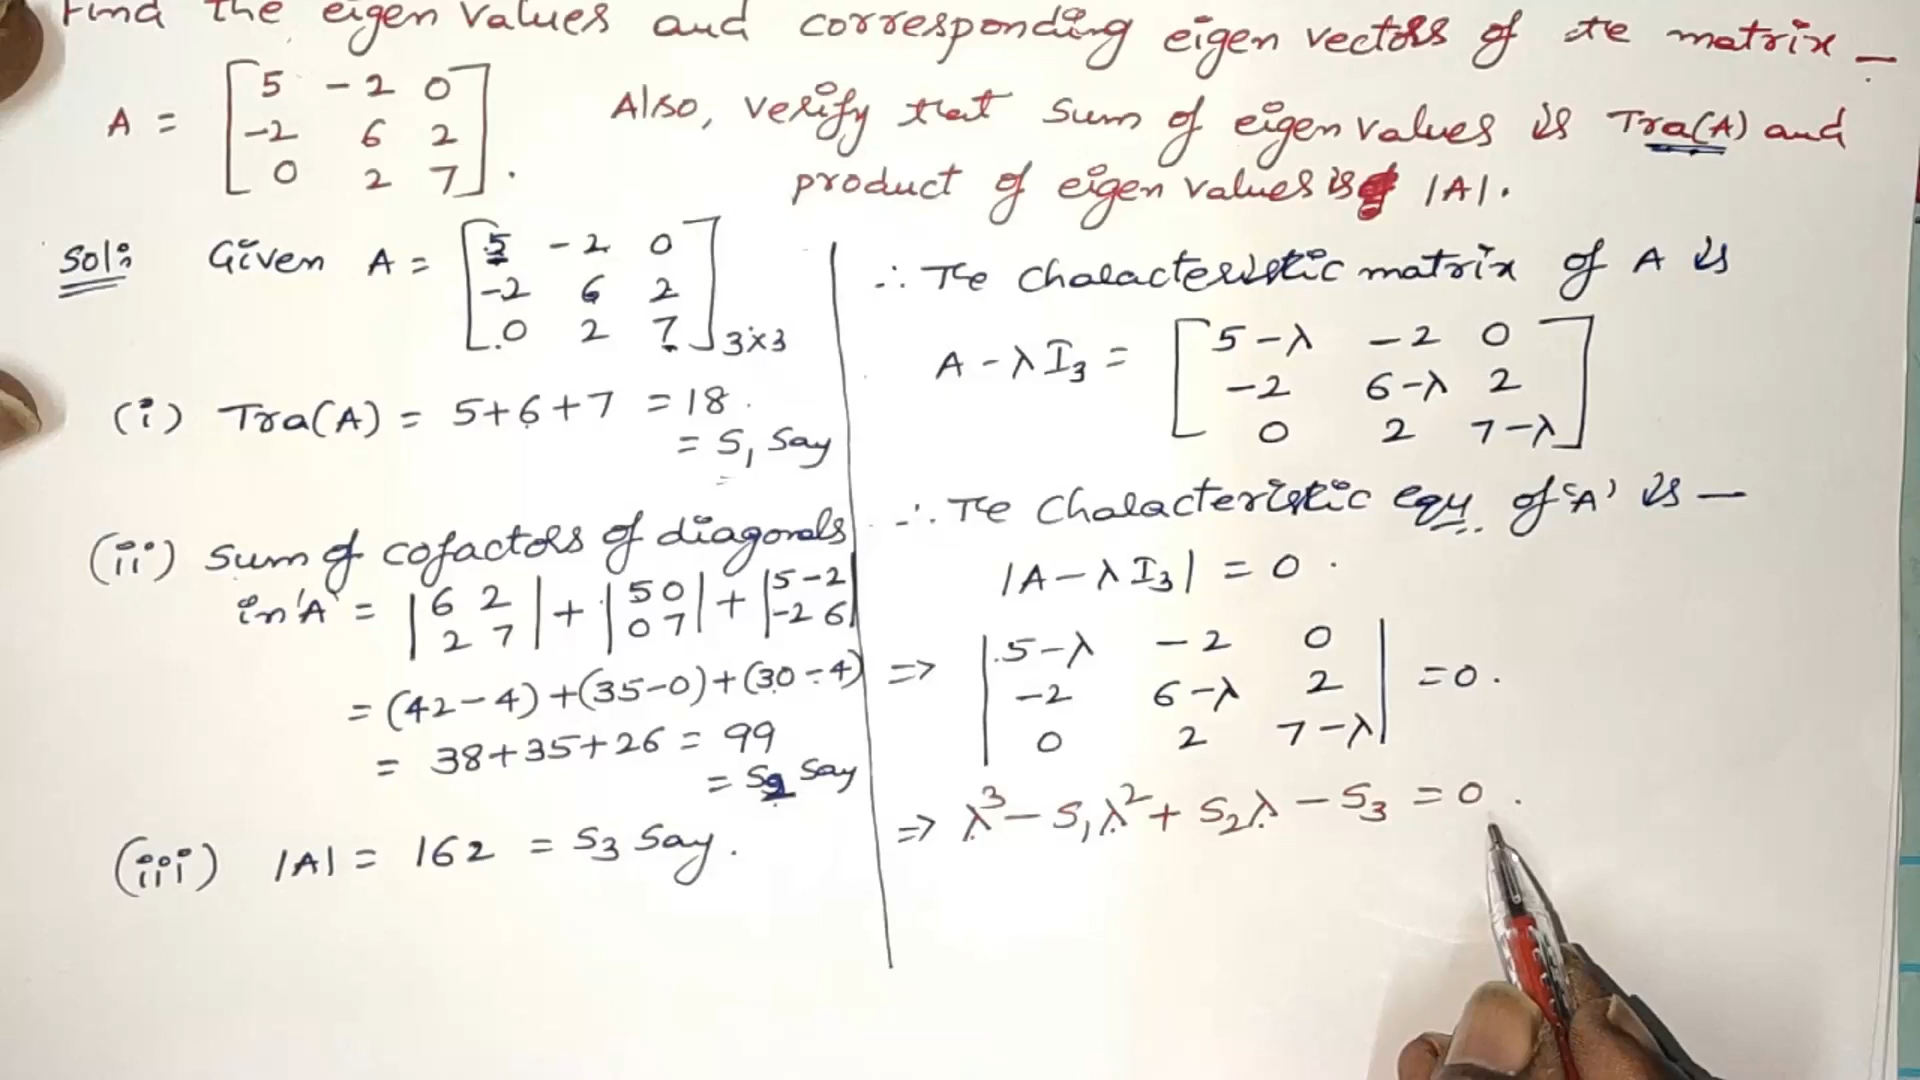 Find the eigen values and corresponding eigen vectors of the matrix –
A = [5 -2 0
-2 6 2
0 2 7].
Also, verify that sum of eigen values is Tra(A) and
product of eigen values is |A|.
Sol: Given A = [5 -2 0
-2 6 2
0 2 7]3×3
(i) Tra(A) = 5+6+7 = 18.
= S₁ say
(ii) Sum of cofactors of diagonals
in 'A' = |6 2
2 7| + |5 0
0 7| + |5 -2
-2 6|
= (42-4)+(35-0)+(30-4)
= 38+35+26 = 99
= S₂ say
(iii) |A| = 162 = S₃ say.
∴ The characteristic matrix of A is
A - λI₃ = [5-λ -2 0
-2 6-λ 2
0 2 7-λ]
∴ The characteristic equ. of 'A' is —
|A - λI₃| = 0.
=> |5-λ -2 0
-2 6-λ 2
0 2 7-λ| = 0.
=> λ³ - S₁λ² + S₂λ - S₃ = 0.